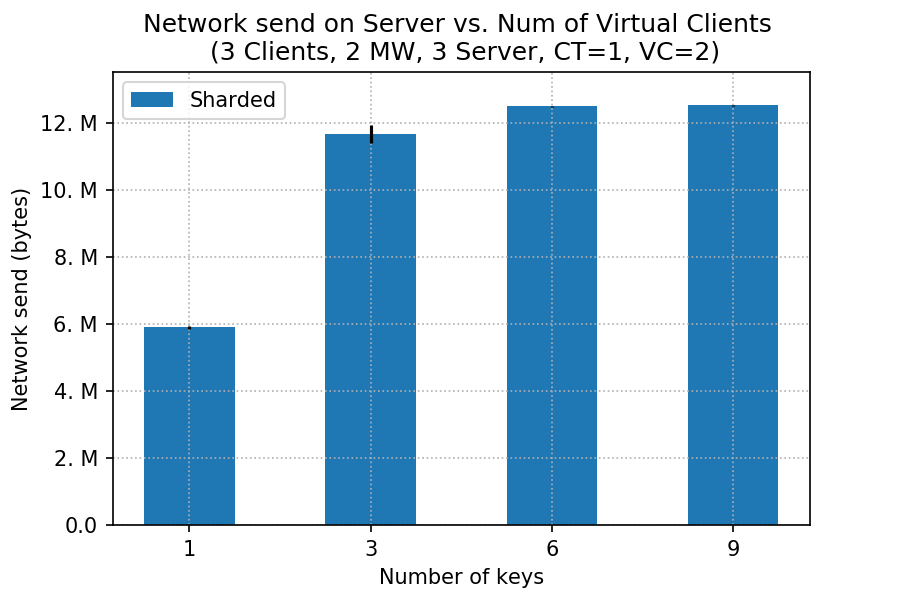 Network send on Server vs. Num of Virtual Clients
(3 Clients, 2 MW, 3 Server, CT=1, VC=2)
Sharded
12. M
10. M
8. M
6. M
4. M
2. M
0.0
Network send (bytes)
1 3 6 9
Number of keys